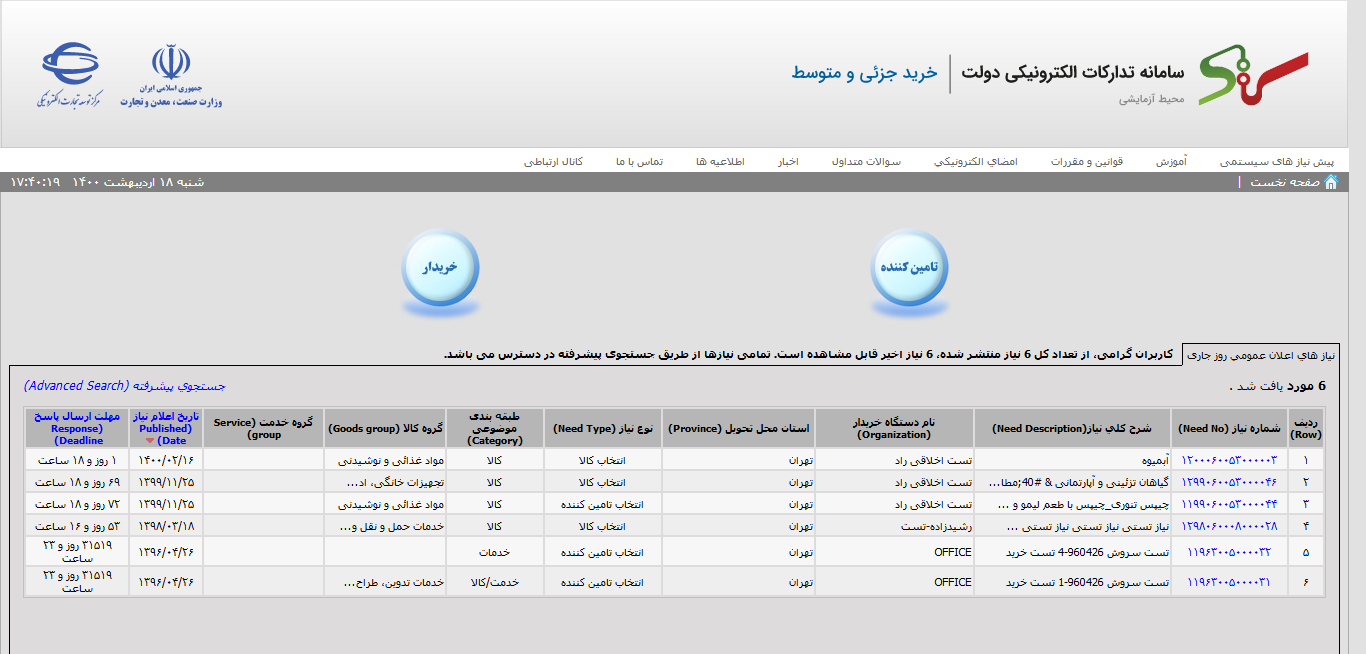 سامانه تدارکات الکترونیکی دولت | خرید جزئی و متوسط
محیط آزمایشی
جمهوری اسلامی ایران
وزارت صنعت، معدن و تجارت
مرکز توسعه تجارت الکترونیکی
پیش نیاز های سیستمی آموزش قوانین و مقررات امضاي الکترونیکي سوالات متداول اخبار اطلاعیه ها تماس با ما کانال ارتباطی
صفحه نخست | شنبه ۱۸ اردیبهشت ۱۴۰۰ ۱۷:۴۰:۱۹
تامین کننده
خریدار
نیاز هاي اعلان عمومي روز جاری
کاربران گرامی، از تعداد کل 6 نیاز منتشر شده، 6 نیاز اخیر قابل مشاهده است. تمامی نیازها از طریق جستجوی پیشرفته در دسترس می باشد.
6 مورد یافت شد .
جستجوي پیشرفته (Advanced Search)
ردیف (Row) شماره نیاز (Need No) شرح کلي نیاز(Need Description) نام دستگاه خریدار (Organization) استان محل تحویل (Province) نوع نیاز (Need Type) طبقه بندی موضوعی (Category) گروه کالا (Goods group) گروه خدمت (Service group) تاریخ اعلام نیاز (Published Date) مهلت ارسال پاسخ (Response Deadline)
۱ ۱۲۰۰۰۶۰۰۵۳۰۰۰۰۰۳ آبمیوه تست اخلاقی راد تهران انتخاب کالا کالا مواد غذائی و نوشیدنی ۱۴۰۰/۰۲/۱۶ ۱ روز و ۱۸ ساعت
۲ ۱۲۹۹۰۶۰۰۵۳۰۰۰۰۴۶ گیاهان تزئینی و آپارتمانی & #40;مطا... تست اخلاقی راد تهران انتخاب کالا کالا تجهیزات خانگی، اد... ۱۳۹۹/۱۱/۲۵ ۶۹ روز و ۱۸ ساعت
۳ ۱۱۹۹۰۶۰۰۵۳۰۰۰۰۴۴ چیپس تنوری_چیپس با طعم لیمو و ... تست اخلاقی راد تهران انتخاب تامین کننده کالا مواد غذائی و نوشیدنی ۱۳۹۹/۱۱/۲۵ ۷۲ روز و ۱۸ ساعت
۴ ۱۲۹۸۰۶۰۰۰۸۰۰۰۰۲۸ نیاز تستی نیاز تستی نیاز تستی ... رشیدزاده-تست تهران انتخاب کالا کالا خدمات حمل و نقل و... ۱۳۹۸/۰۳/۱۸ ۵۳ روز و ۱۶ ساعت
۵ ۱۱۹۶۳۰۰۵۰۰۰۰۳۲ تست سروش 960426-4 تست خرید OFFICE تهران انتخاب تامین کننده خدمات ۱۳۹۶/۰۴/۲۶ ۳۱۵۱۹ روز و ۲۳ ساعت
۶ ۱۱۹۶۳۰۰۵۰۰۰۰۳۱ تست سروش 960426-1 تست خرید OFFICE تهران انتخاب تامین کننده خدمت/کالا خدمات تدوین، طراح... ۱۳۹۶/۰۴/۲۶ ۳۱۵۱۹ روز و ۲۳ ساعت